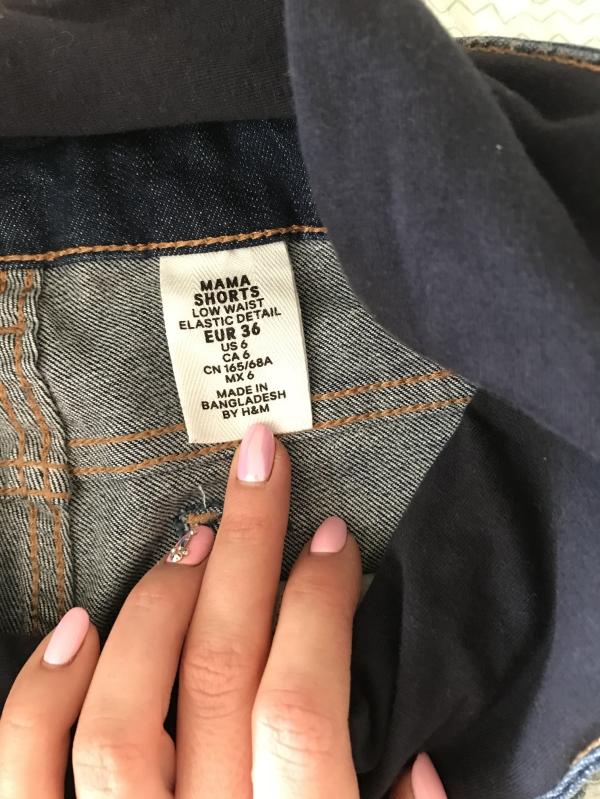 MAMA
SHORTS
LOW WAIST
ELASTIC DETAIL
EUR 36
US 6
CA 6
CN 165/68A
MX 6
MADE IN
BANGLADESH
BY H&M